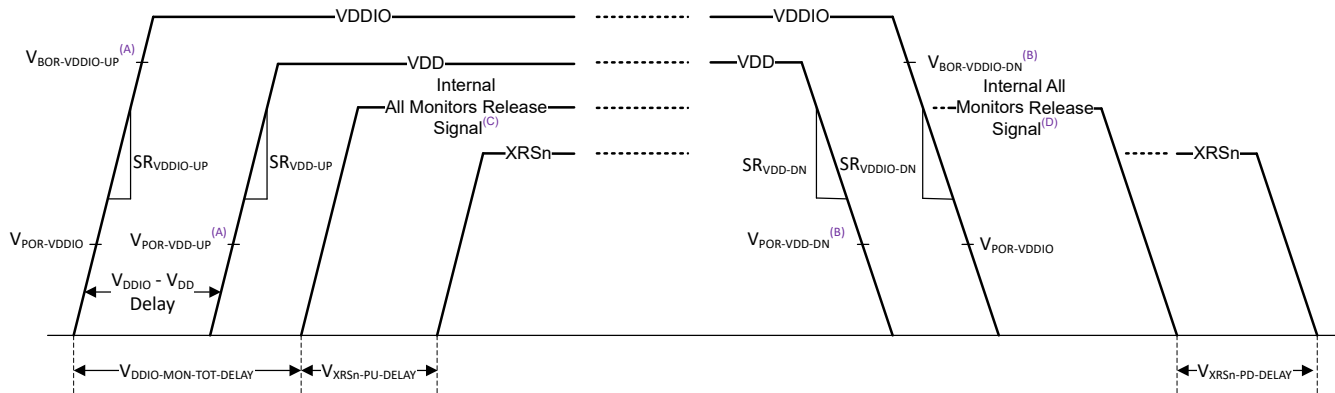 VDDIO
VDDIO
VBOR-VDDIO-UP(A)
VBOR-VDDIO-DN(B)
VDD
VDD
Internal
All Monitors Release
Signal(C)
Internal All
Monitors Release
Signal(D)
XRSn
XRSn
SRVDDIO-UP
SRVDD-UP
SRVDD-DN
SRVDDIO-DN
VPOR-VDDIO
VPOR-VDD-UP(A)
VPOR-VDD-DN(B)
VPOR-VDDIO
VDDIO - VDD
Delay
VDDIO-MON-TOT-DELAY
VXRSn-PU-DELAY
VXRSn-PD-DELAY